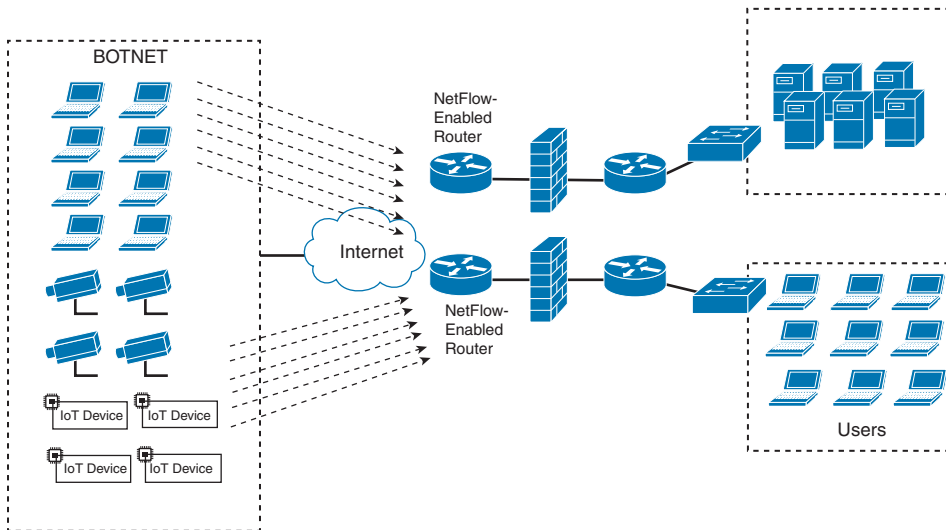 BOTNET
NetFlow-
Enabled
Router
Internet
NetFlow-
Enabled
Router
IoT Device
IoT Device
IoT Device
IoT Device
Users